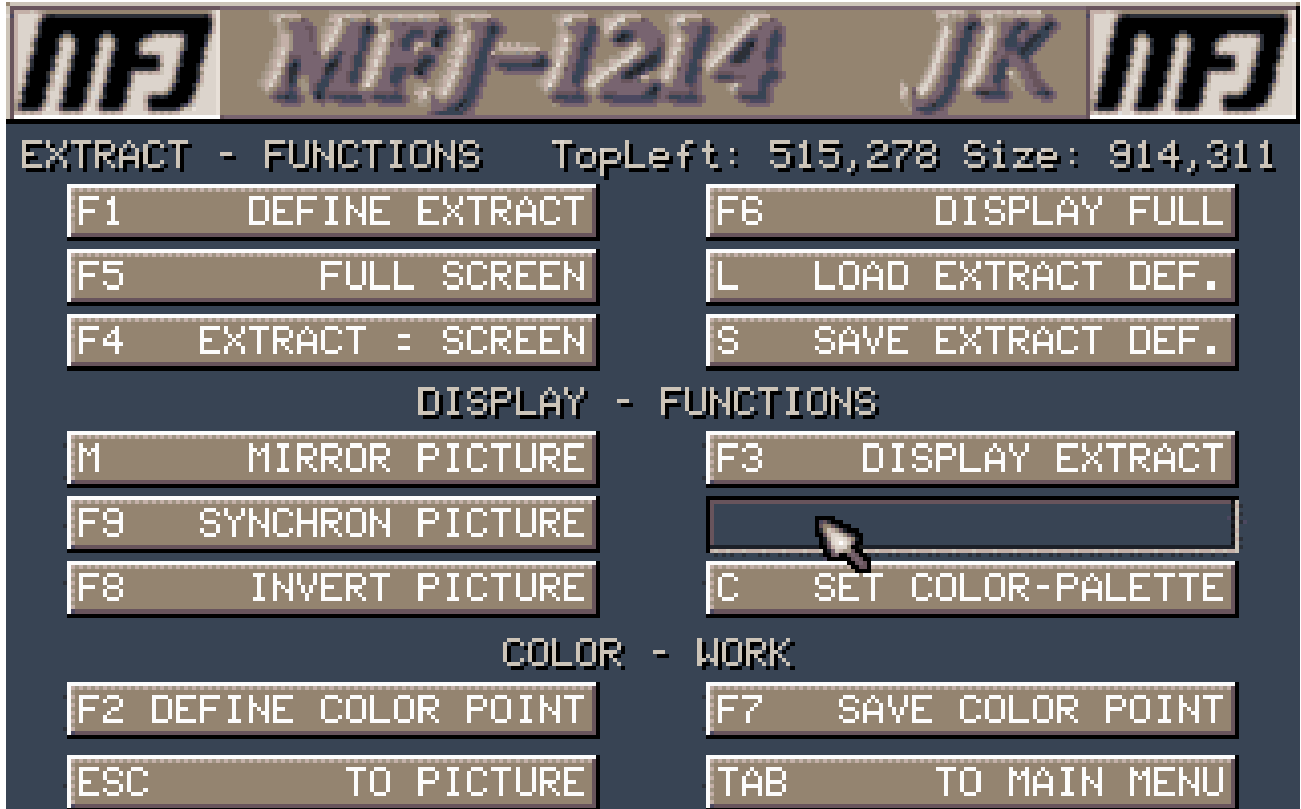 MFJ MFJ-1214 JK MFJ
EXTRACT - FUNCTIONS TopLeft: 515,278 Size: 914,311
F1 DEFINE EXTRACT F6 DISPLAY FULL
F5 FULL SCREEN L LOAD EXTRACT DEF.
F4 EXTRACT = SCREEN S SAVE EXTRACT DEF.
DISPLAY - FUNCTIONS
M MIRROR PICTURE F3 DISPLAY EXTRACT
F9 SYNCHRON PICTURE
F8 INVERT PICTURE C SET COLOR-PALETTE
COLOR - WORK
F2 DEFINE COLOR POINT F7 SAVE COLOR POINT
ESC TO PICTURE TAB TO MAIN MENU